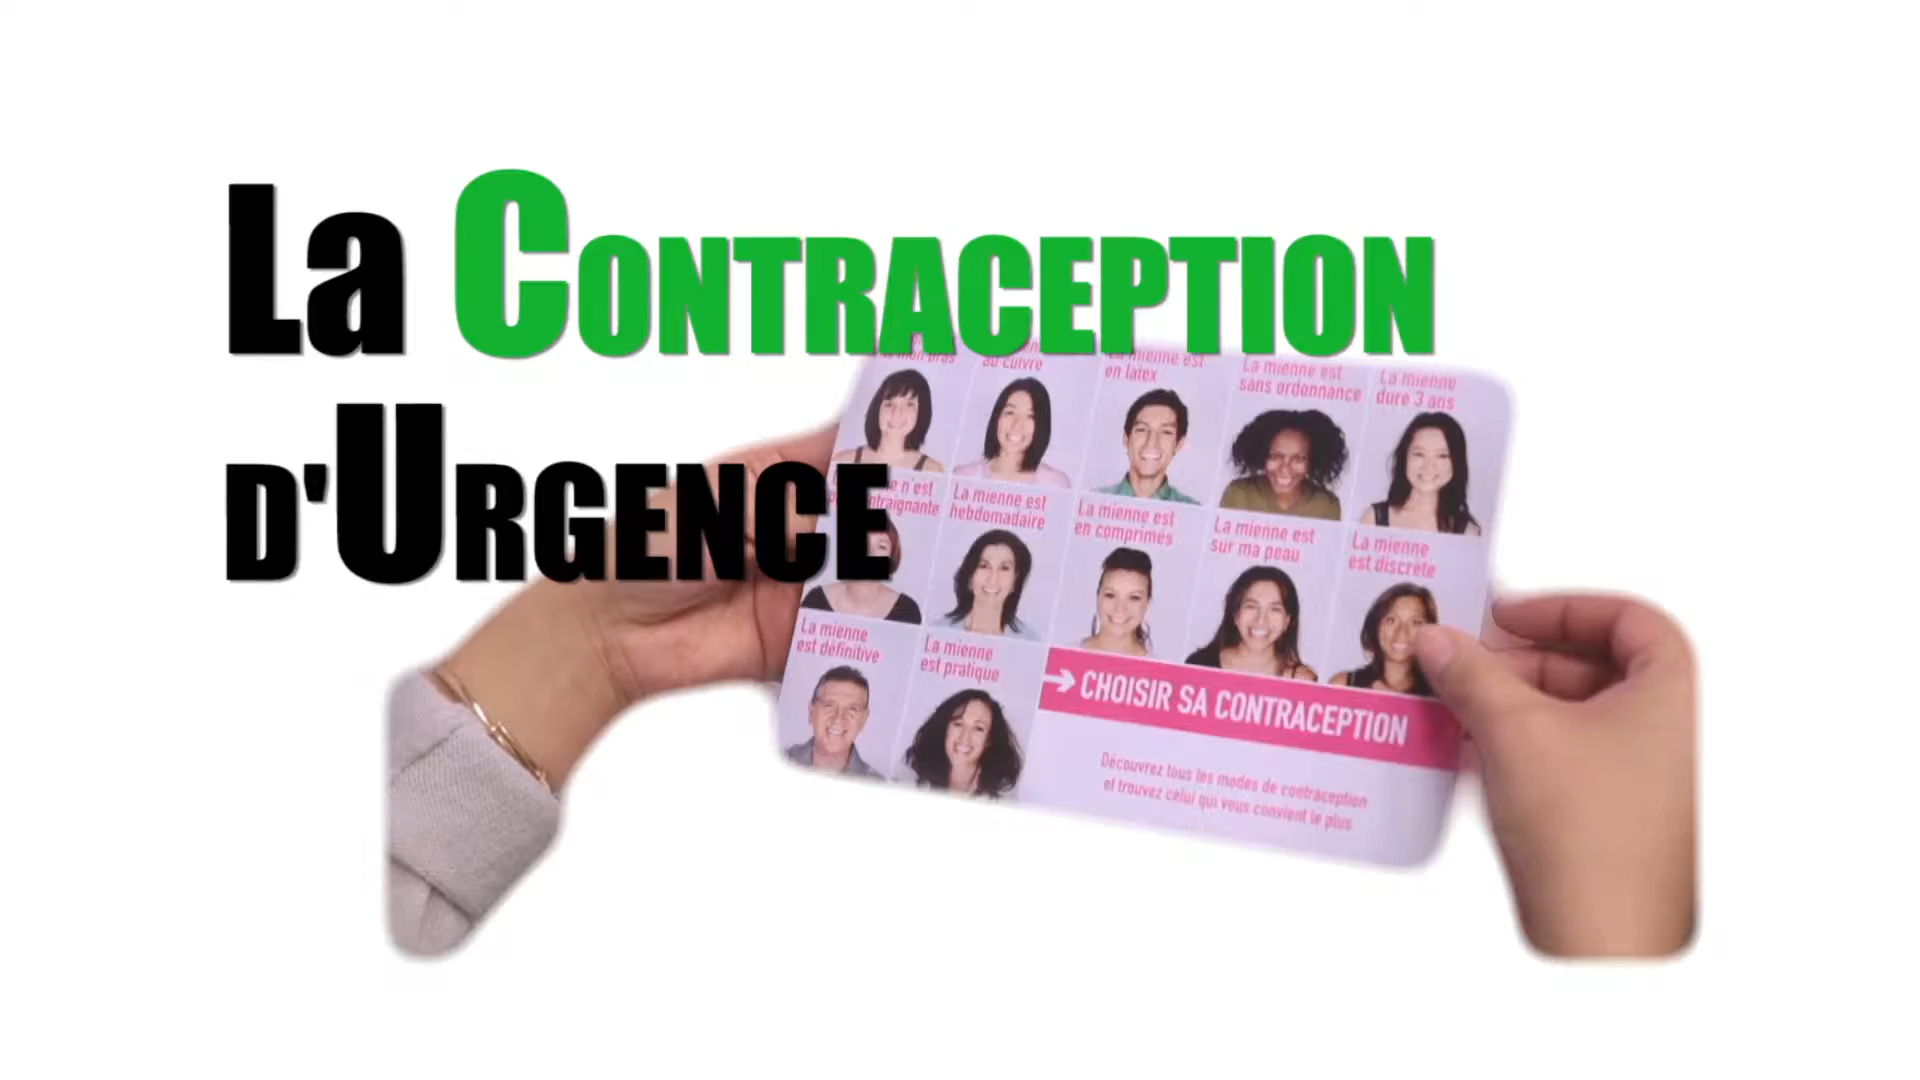 La CONTRACEPTION
D'URGENCE
au cuivre
La mienne est
en latex
La mienne est
sans ordonnance
La mienne
dure 3 ans
n'est
La mienne est
hebdomadaire
La mienne est
en comprimés
La mienne est
sur ma peau
La mienne
est discrète
La mienne
est définitive
La mienne
est pratique
→ CHOISIR SA CONTRACEPTION
Découvrez tous les modes de contraception
et trouvez celui qui vous convient le plus